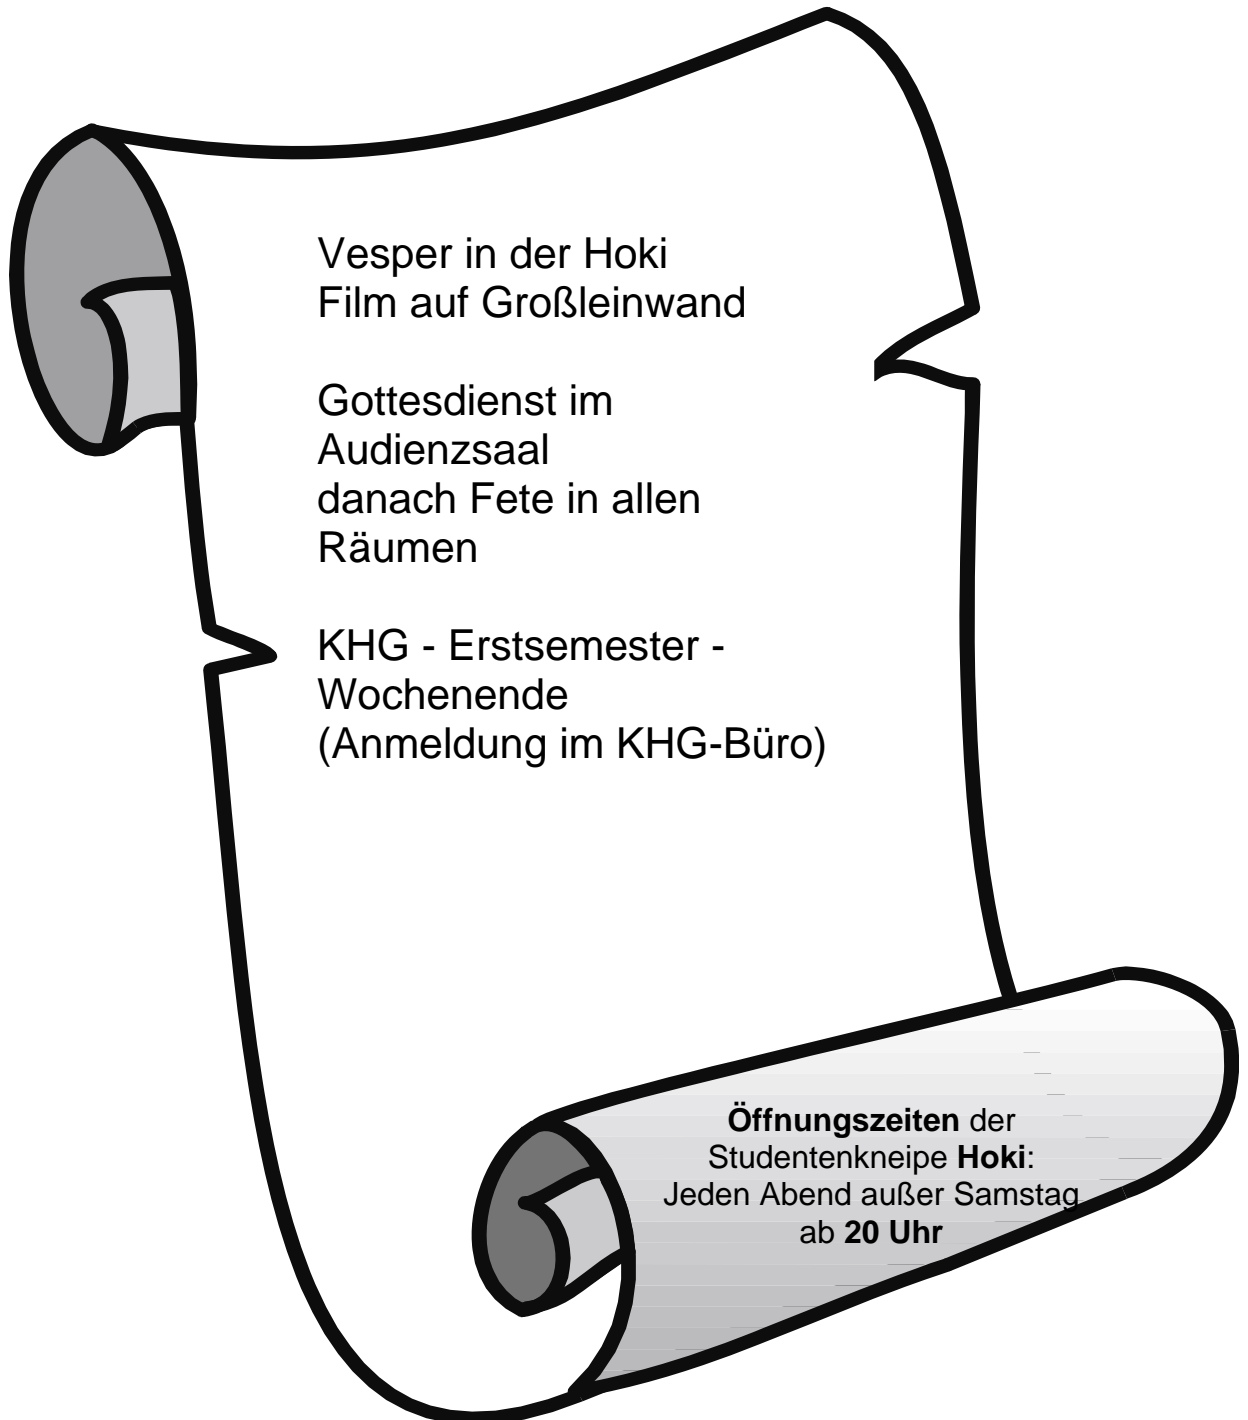 Vesper in der Hoki
Film auf Großleinwand
Gottesdienst im
Audienzsaal
danach Fete in allen
Räumen
KHG - Erstsemester -
Wochenende
(Anmeldung im KHG-Büro)
Öffnungszeiten der
Studentenkneipe Hoki:
Jeden Abend außer Samstag
ab 20 Uhr